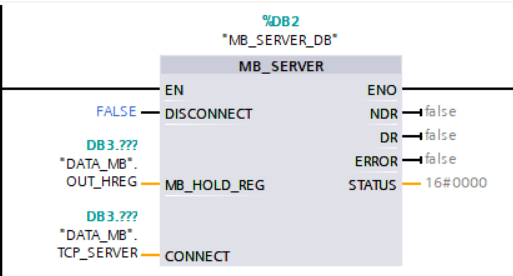 %DB2
"MB_SERVER_DB"
MB_SERVER
EN ENO
FALSE DISCONNECT NDR false
DR false
DB3.???
"DATA_MB".
OUT_HREG MB_HOLD_REG
ERROR false
STATUS 16#0000
DB3.???
"DATA_MB".
TCP_SERVER CONNECT